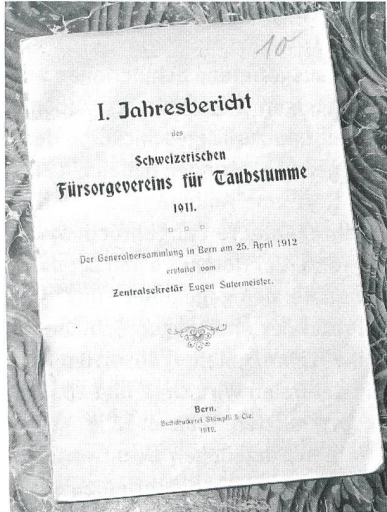 10
I. Jahresbericht
des
Schweizerischen
Fürsorgevereins für Taubstumme
1911.
Der Generalversammlung in Bern am 25. April 1912
erstattet vom
Zentralsekretär Eugen Sutermeister.
Bern.
Buchdruckerei Stämpfli & Cie.
1912.